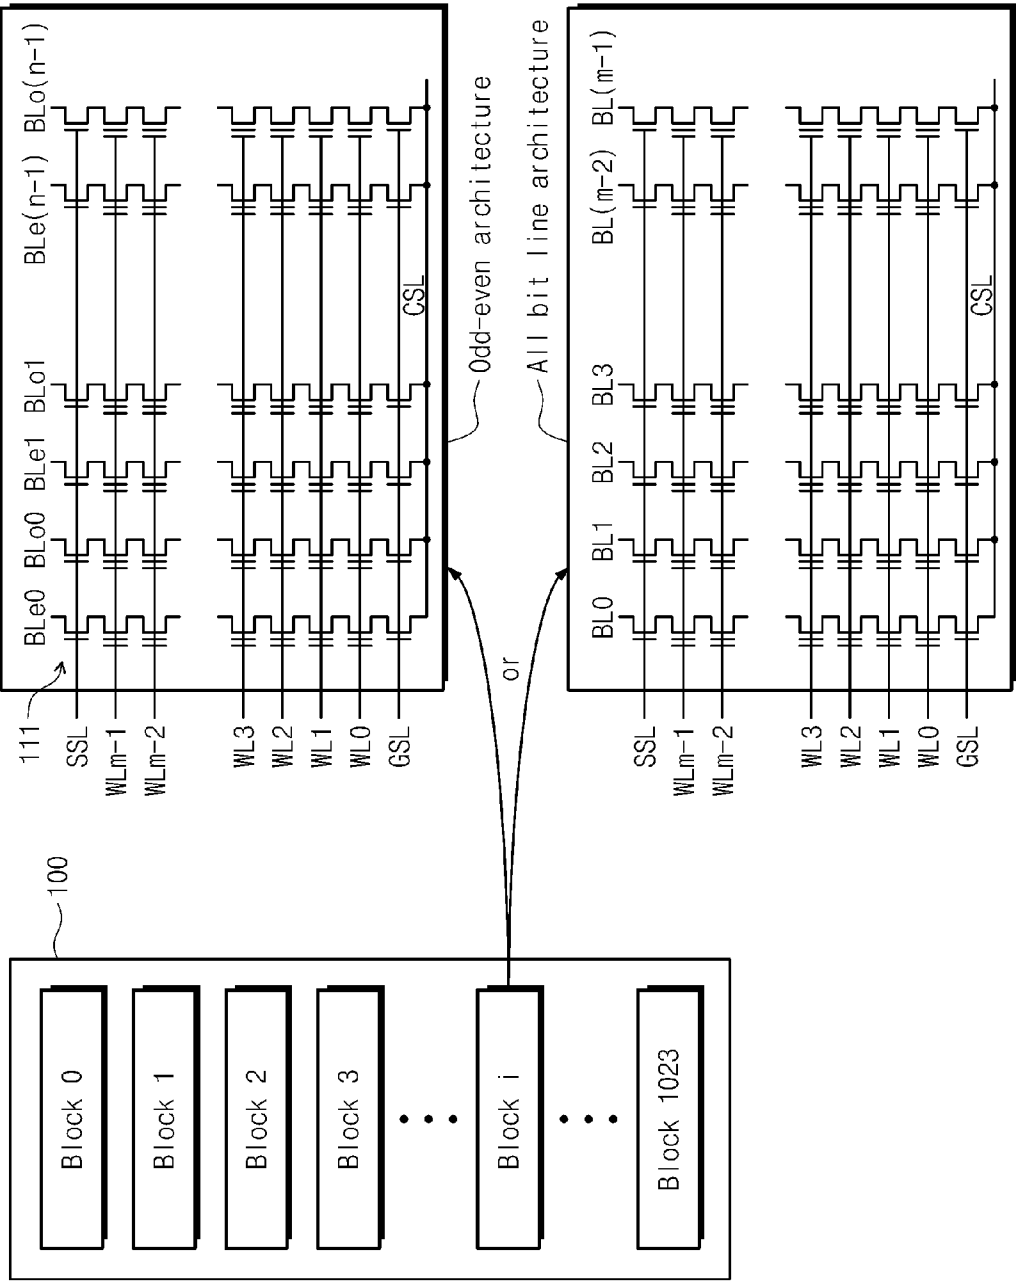 100
Block 0
Block 1
Block 2
Block 3
Block i
Block 1023
or
1111
BLe0
BLo0
BLe1
BLo1
BLe(n-1)
BLo(n-1)
SSL
WLm-1
WLm-2
WL3
WL2
WL1
WL0
GSL
CSL
Odd-even architecture
All bit line architecture
BL0
BL1
BL2
BL3
BL(m-2)
BL(m-1)
SSL
WLm-1
WLm-2
WL3
WL2
WL1
WL0
GSL
CSL